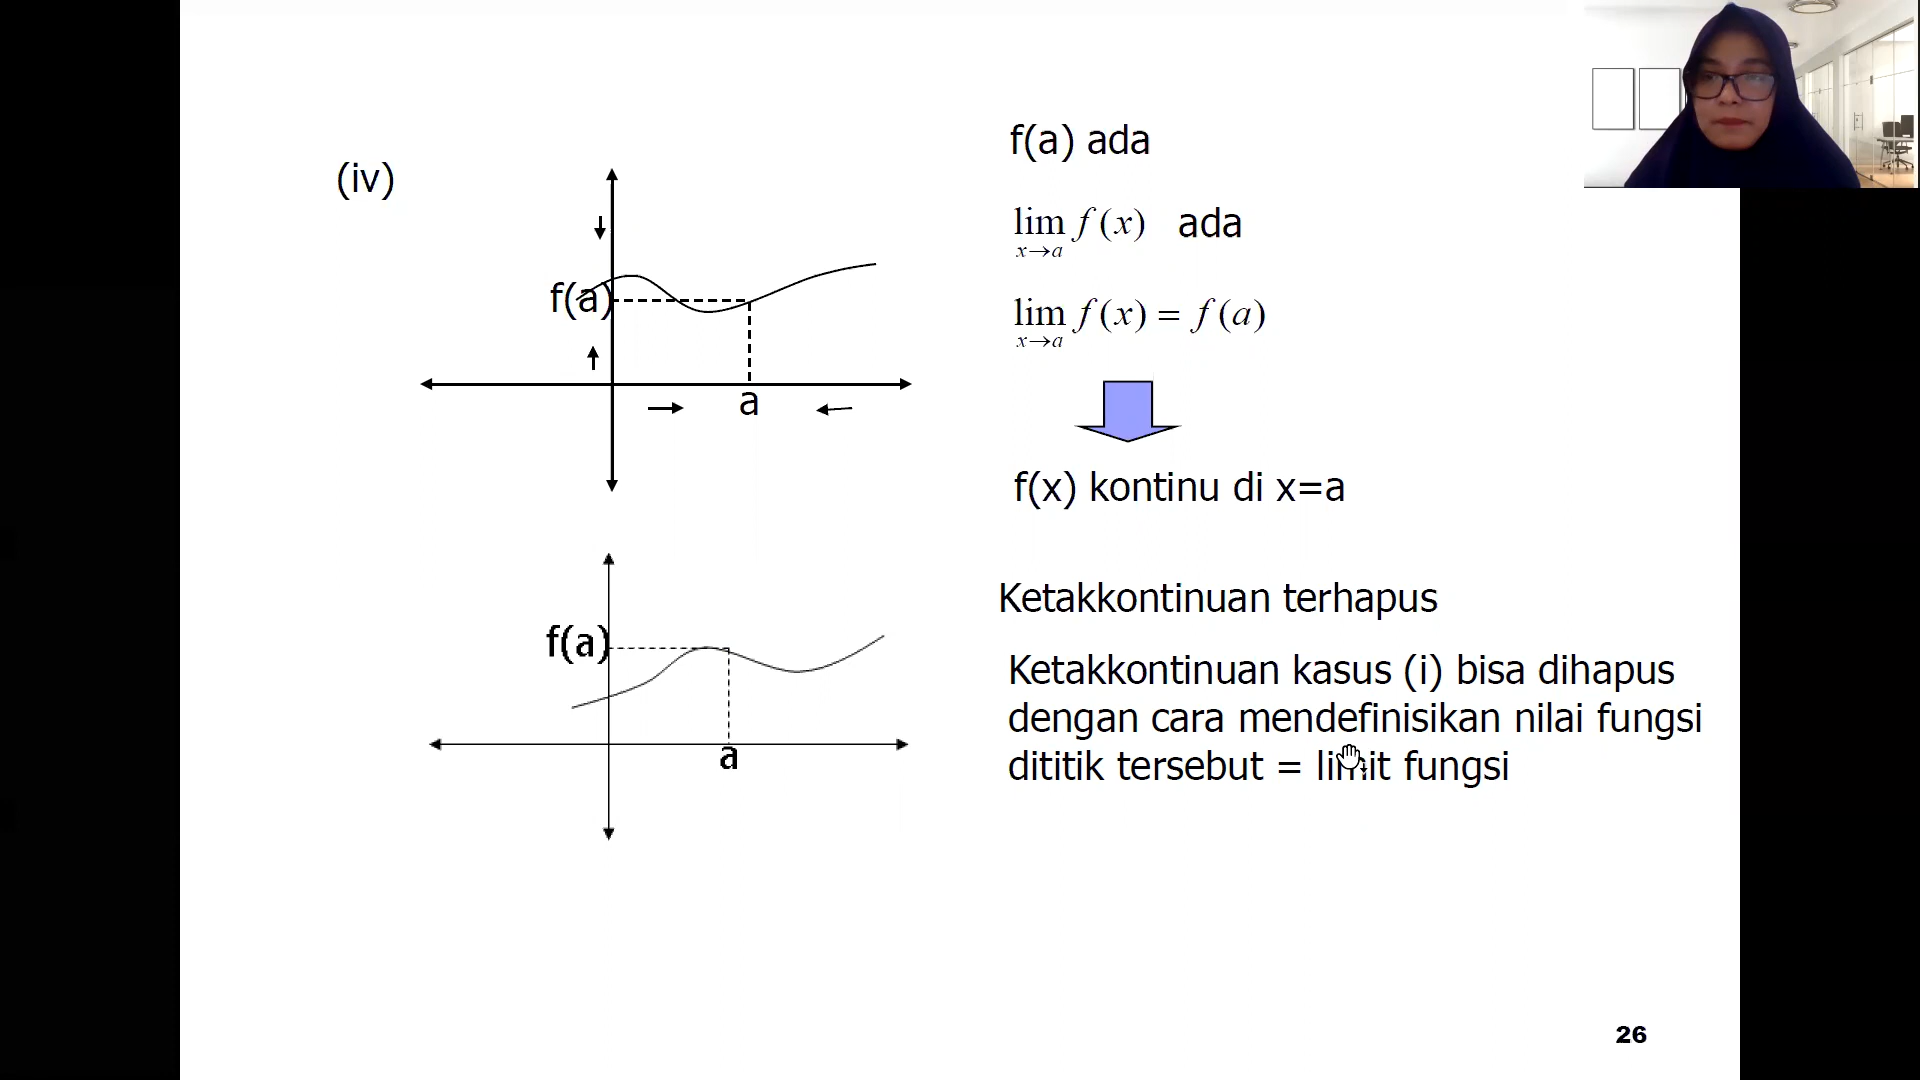 (iv)
f(a)
a
f(a) ada
lim f(x) ada
x→a
lim f(x) = f(a)
x→a
f(x) kontinu di x=a
f(a)
a
Ketakkontinuan terhapus
Ketakkontinuan kasus (i) bisa dihapus
dengan cara mendefinisikan nilai fungsi
dititik tersebut = limit fungsi
26